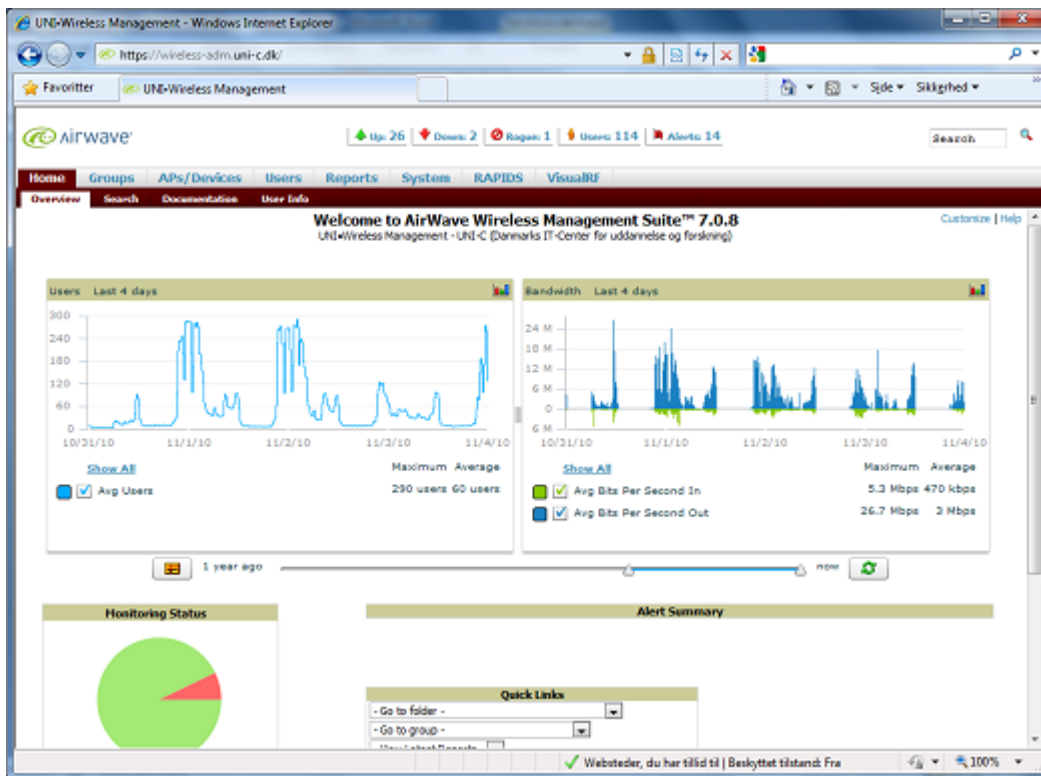 UNI•Wireless Management - Windows Internet Explorer
https://wireless-adm.uni-c.dk/
Favoritter
UNI•Wireless Management
Side
Sikkerhed
AIrWAVe
Up: 26
Down: 2
Rogue: 1
Users: 114
Alerts: 14
Search
Home Groups APs/Devices Users Reports System RAPIDS VisualRF
Overview Search Documentation User Info
Welcome to AirWave Wireless Management Suite™ 7.0.8
Customize | Help
UNI•Wireless Management - UNI-C (Danmarks IT-Center for uddannelse og forskning)
Users Last 4 days
300
240
180
120
60
0
10/31/10 11/1/10 11/2/10 11/3/10 11/4/10
Show All
Maximum Average
Avg Users
290 users 60 users
Bandwidth Last 4 days
24 M
18 M
12 M
6 M
0
6 M
10/31/10 11/1/10 11/2/10 11/3/10 11/4/10
Show All
Maximum Average
Avg Bits Per Second In
5.3 Mbps 470 kbps
Avg Bits Per Second Out
26.7 Mbps 3 Mbps
1 year ago
now
Monitoring Status
Alert Summary
Quick Links
- Go to folder -
- Go to group -
Websteder, du har tillid til | Beskyttet tilstand: Fra
100%